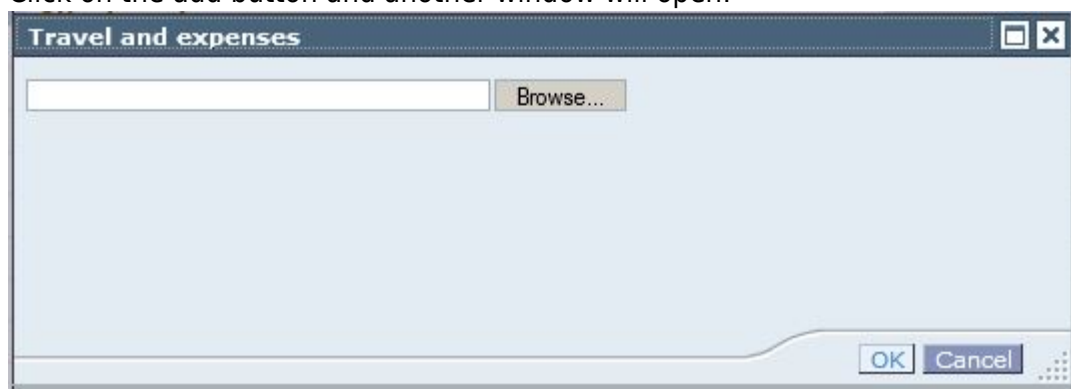 Click on the add button and another window will open.
Travel and expenses
Browse...
OK Cancel